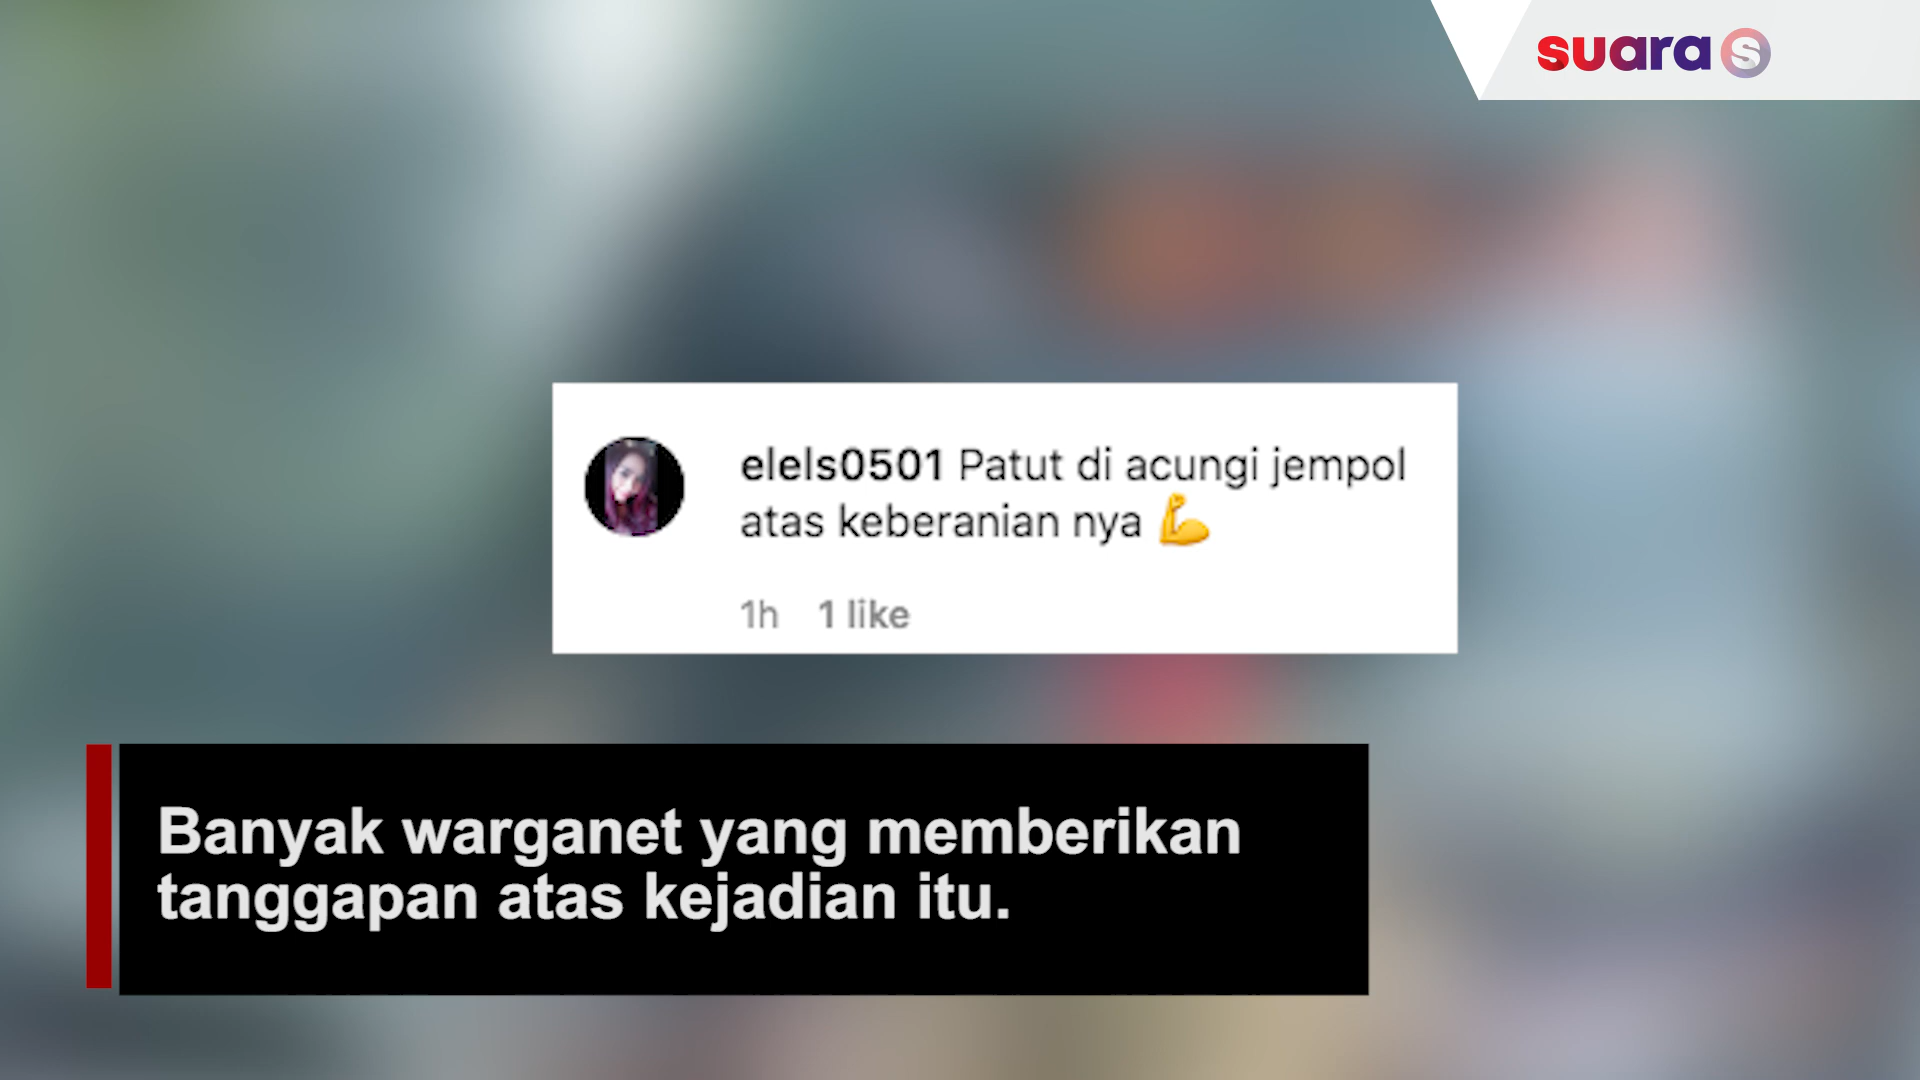 suara S
elels0501 Patut di acungi jempol
atas keberanian nya 💪
1h 1 like
Banyak warganet yang memberikan
tanggapan atas kejadian itu.